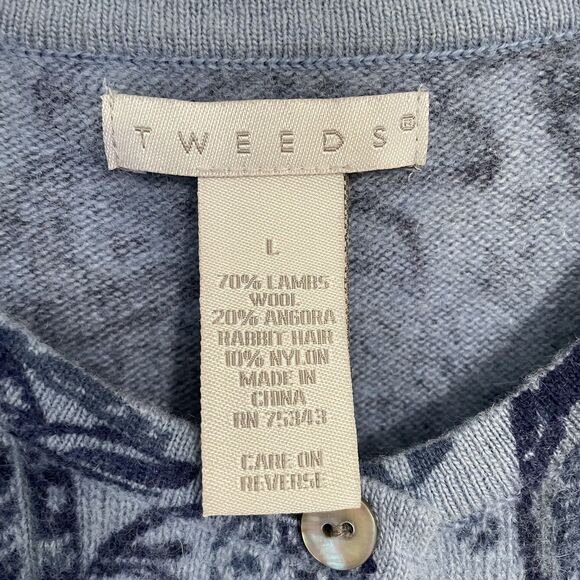 TWEEDS®
L
70% LAMBS
WOOL
20% ANGORA
RABBIT HAIR
10% NYLON
MADE IN
CHINA
RN 75343
CARE ON
REVERSE